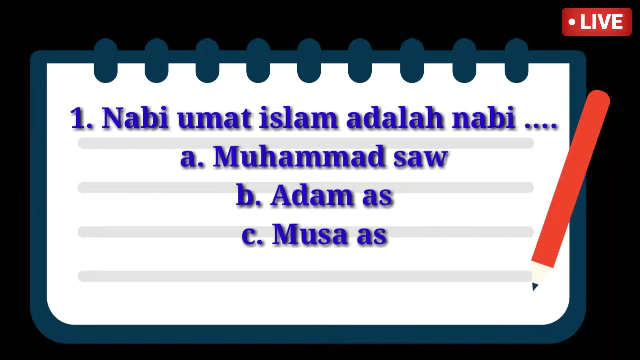 LIVE
1. Nabi umat islam adalah nabi ....
a. Muhammad saw
b. Adam as
c. Musa as